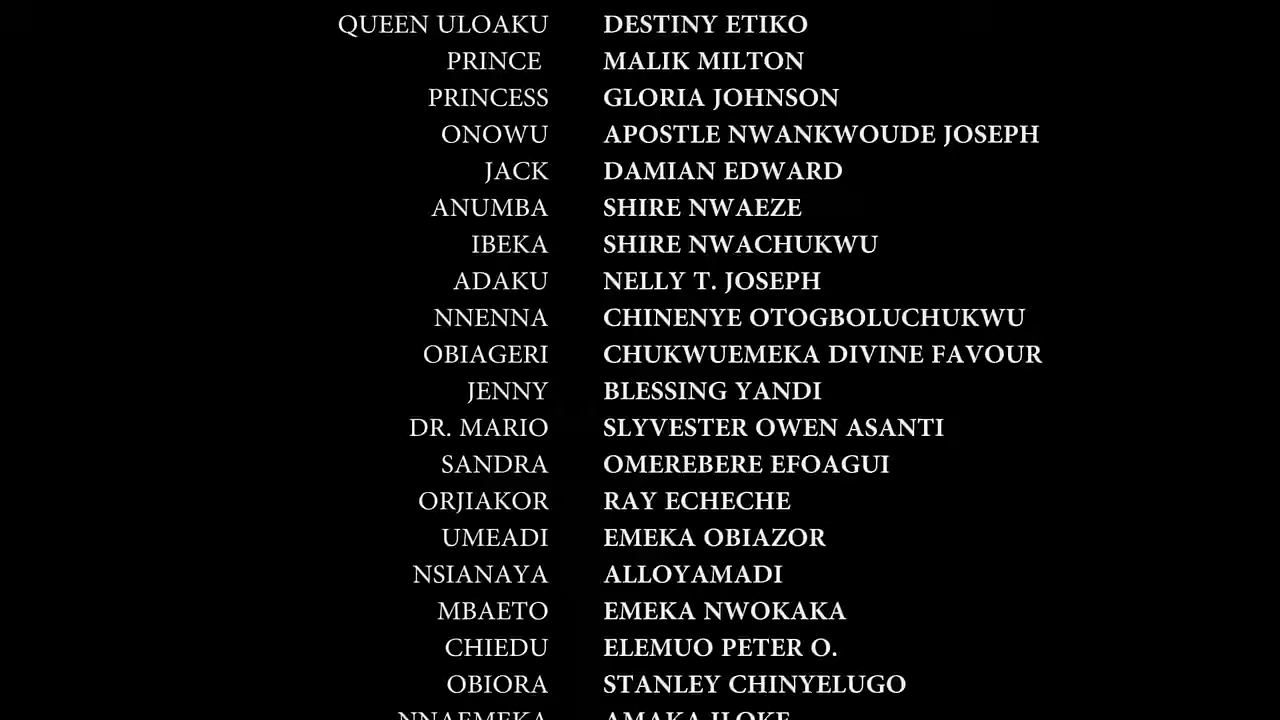 QUEEN ULOAKU DESTINY ETIKO
PRINCE MALIK MILTON
PRINCESS GLORIA JOHNSON
ONOWU APOSTLE NWANKWOUDE JOSEPH
JACK DAMIAN EDWARD
ANUMBA SHIRE NWAEZE
IBEKA SHIRE NWACHUKWU
ADAKU NELLY T. JOSEPH
NNENNA CHINENYE OTOGBOLUCHUKWU
OBIAGERI CHUKWUEMEKA DIVINE FAVOUR
JENNY BLESSING YANDI
DR. MARIO SLYVESTER OWEN ASANTI
SANDRA OMEREBERE EFOAGUI
ORJIAKOR RAY ECHECHE
UMEADI EMEKA OBIAZOR
NSIANAYA ALLOYAMADI
MBAETO EMEKA NWOKAKA
CHIEDU ELEMUO PETER O.
OBIORA STANLEY CHINYELUGO
NNAEMEKA AMAKA ILOKE